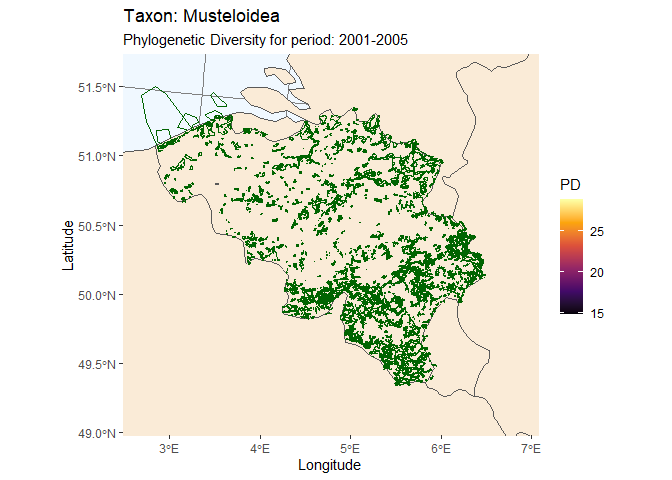 Taxon: Musteloidea
Phylogenetic Diversity for period: 2001-2005
51.5°N
51.0°N
50.5°N
50.0°N
49.5°N
49.0°N
Latitude
3°E
4°E
5°E
6°E
7°E
Longitude
PD
25
20
15